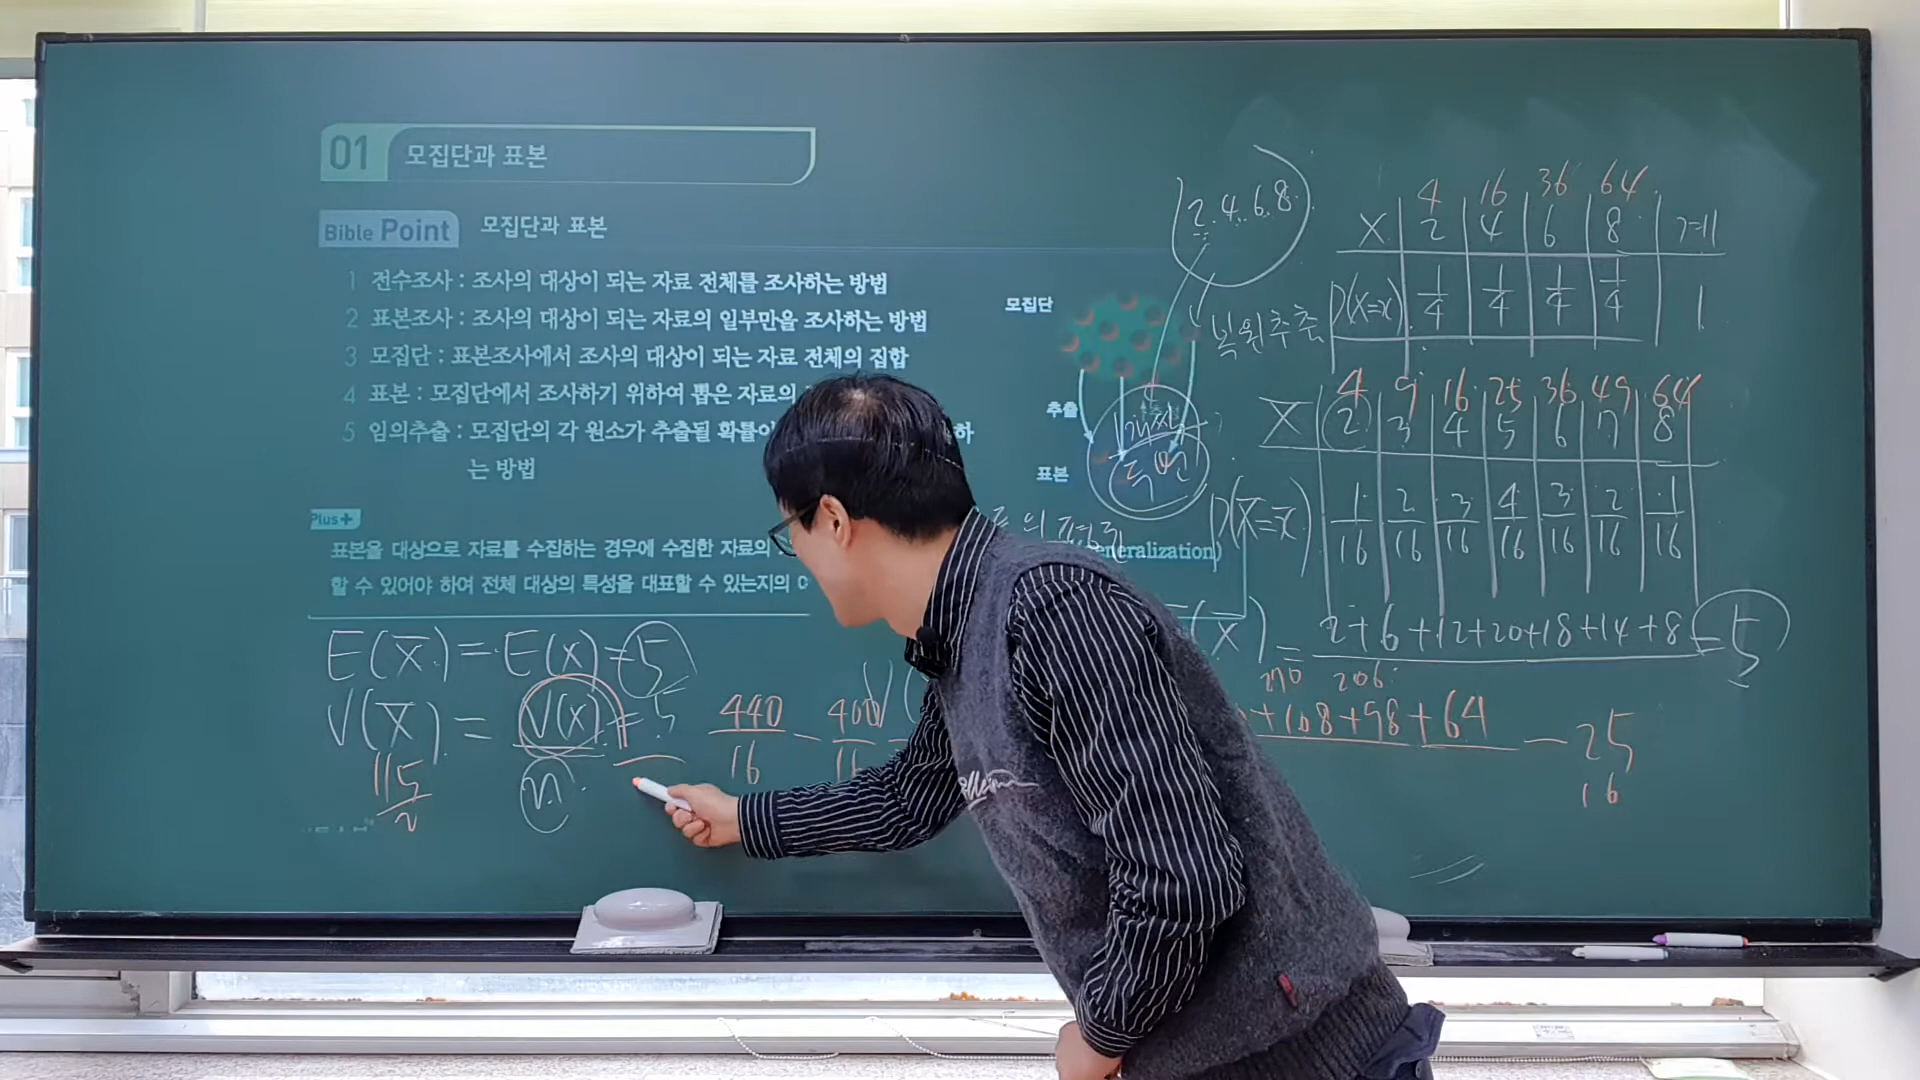 01 모집단과 표본
Bible Point 모집단과 표본
1 전수조사 : 조사의 대상이 되는 자료 전체를 조사하는 방법
2 표본조사 : 조사의 대상이 되는 자료의 일부만을 조사하는 방법
3 모집단 : 표본조사에서 조사의 대상이 되는 자료 전체의 집합
4 표본 : 모집단에서 조사하기 위하여 뽑은 자료의
5 임의추출 : 모집단의 각 원소가 추출될 확률이 하
는 방법
Plus+
표본을 대상으로 자료를 수집하는 경우에 수집한 자료의 eneralization)
할 수 있어야 하여 전체 대상의 특성을 대표할 수 있는지의
모집단
추출
표본
2. 4. 6. 8
복원추출
4 16 36 64
X 2 4 6 8 계
P(X=x) 1/4 1/4 1/4 1/4 1
4 9 16 25 36 49 64
X̄ 2 3 4 5 6 7 8
P(X̄=x̄) 1/16 2/16 3/16 4/16 3/16 2/16 1/16
의 평균
(X̄) = 2+6+12+20+18+14+8 = 5
E(X̄) = E(X) = 5
V(X̄) = V(X)/n = 5
440/16 - 400/16
206
+108+98+64 - 25
16